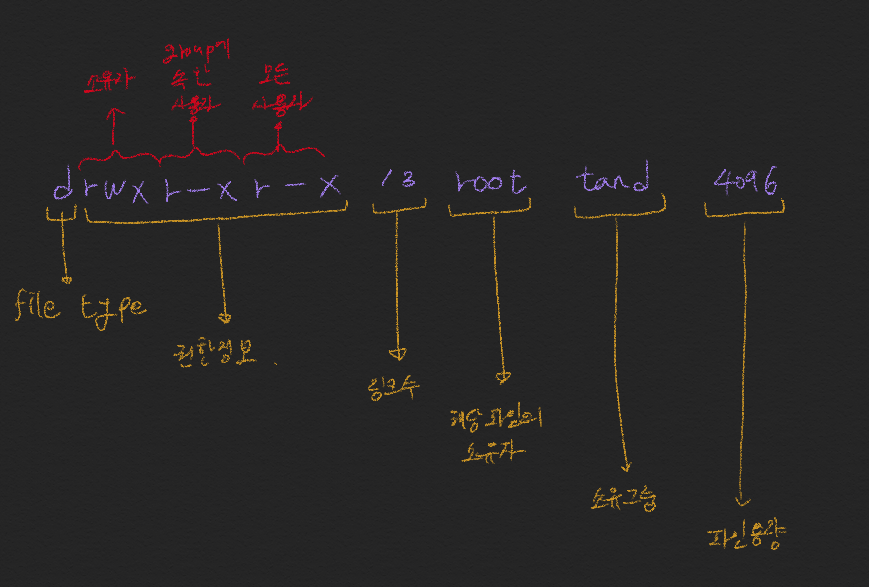 소유자
group에
속한
사용자
모든
사용자
drwxr-xr-x 13 root tand 4096
file type
권한정보.
링크수
해당 파일의
소유자
소유그룹
파일용량